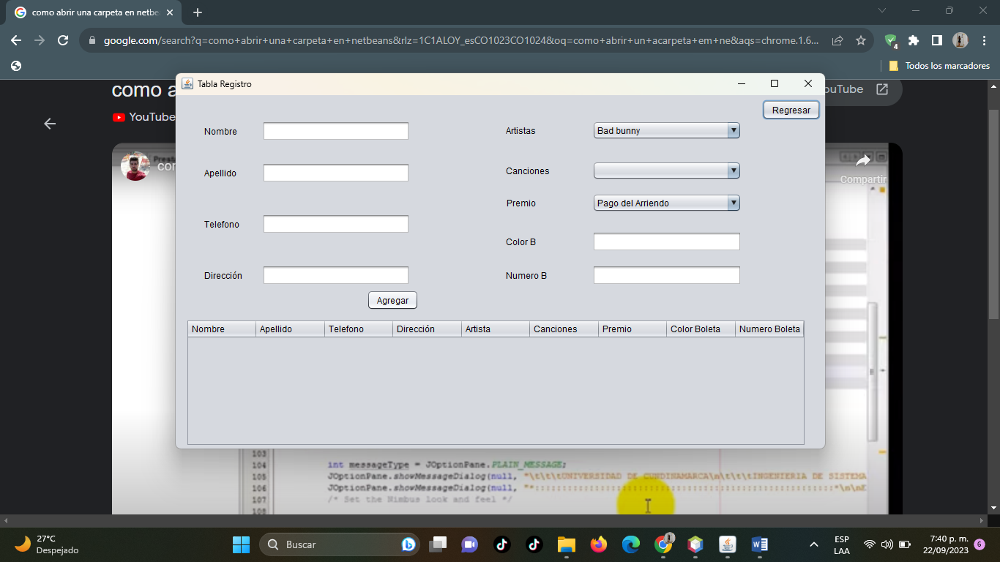 como abrir una carpeta en netbe
google.com/search?q=como+abrir+una+carpeta+en+netbeans&rlz=1C1ALOY_esCO1023CO1024&oq=como+abrir+un+acarpeta+em+ne&aqs=chrome.1.6...
4
Todos los marcadores
como a
YouTube
YouTube
Tabla Registro
Regresar
Nombre
Artistas
Bad bunny
Apellido
Canciones
Premio
Pago del Arriendo
Telefono
Color B
Dirección
Numero B
Agregar
Nombre Apellido Telefono Dirección Artista Canciones Premio Color Boleta Numero Boleta
Compartir
103
104 int messageType = JOptionPane.PLAIN_MESSAGE;
105 JOptionPane.showMessageDialog(null, "\t\t\tUNIVERSIDAD DE CUNDINAMARCA\n\t\t\tINGENIERIA DE SISTEMA
106 JOptionPane.showMessageDialog(null,
107 /* Set the Nimbus look and feel */
108
27°C
Despejado
Buscar
ESP
LAA
7:40 p. m.
22/09/2023
6